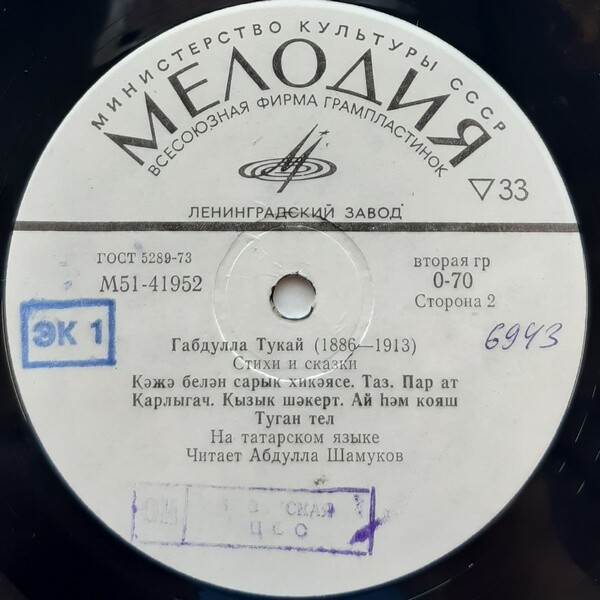 МИНИСТЕРСТВО КУЛЬТУРЫ СССР
МЕЛОДИЯ
ВСЕСОЮЗНАЯ ФИРМА ГРАМПЛАСТИНОК
▽33
ЛЕНИНГРАДСКИЙ ЗАВОД
ГОСТ 5289-73
М51-41952
вторая гр
0-70
Сторона 2
ЭК 1
6943
Габдулла Тукай (1886—1913)
Стихи и сказки
Кәҗә белән сарык хикәясе. Таз. Пар ат
Карлыгач. Кызык шәкерт. Ай һәм кояш
Туган тел
На татарском языке
Читает Абдулла Шамуков
ЦСО